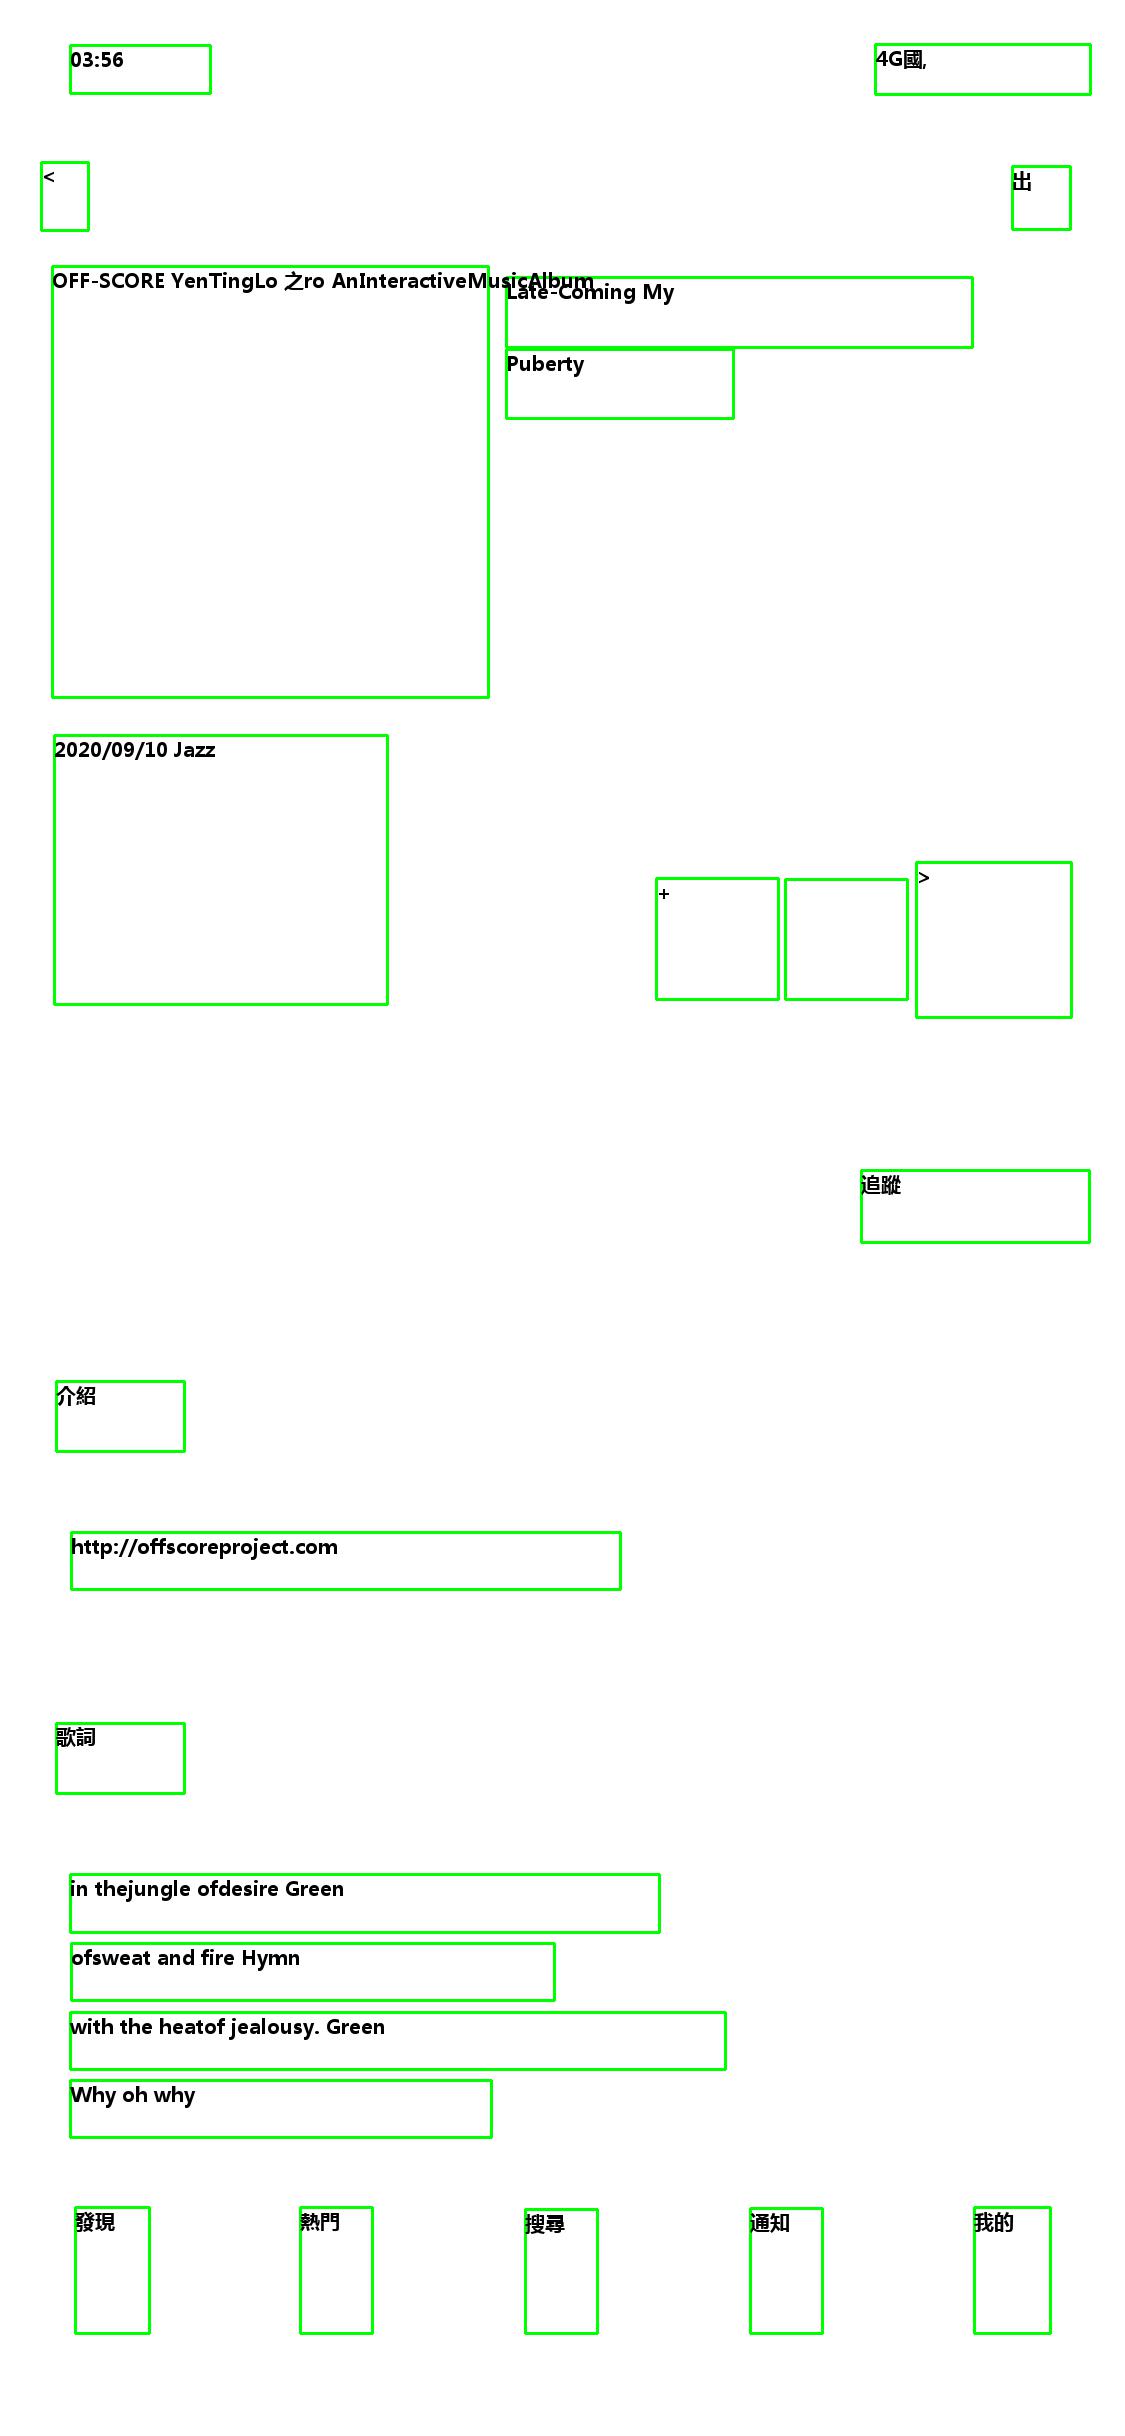 03:56
4G國,
<
出
OFF-SCORE YenTingLo 之ro AnInteractiveMusicAlbum
Late-Coming My
Puberty
2020/09/10 Jazz
+
>
追蹤
介紹
http://offscoreproject.com
歌詞
in thejungle ofdesire Green
ofsweat and fire Hymn
with the heatof jealousy. Green
Why oh why
發現
熱門
搜尋
通知
我的